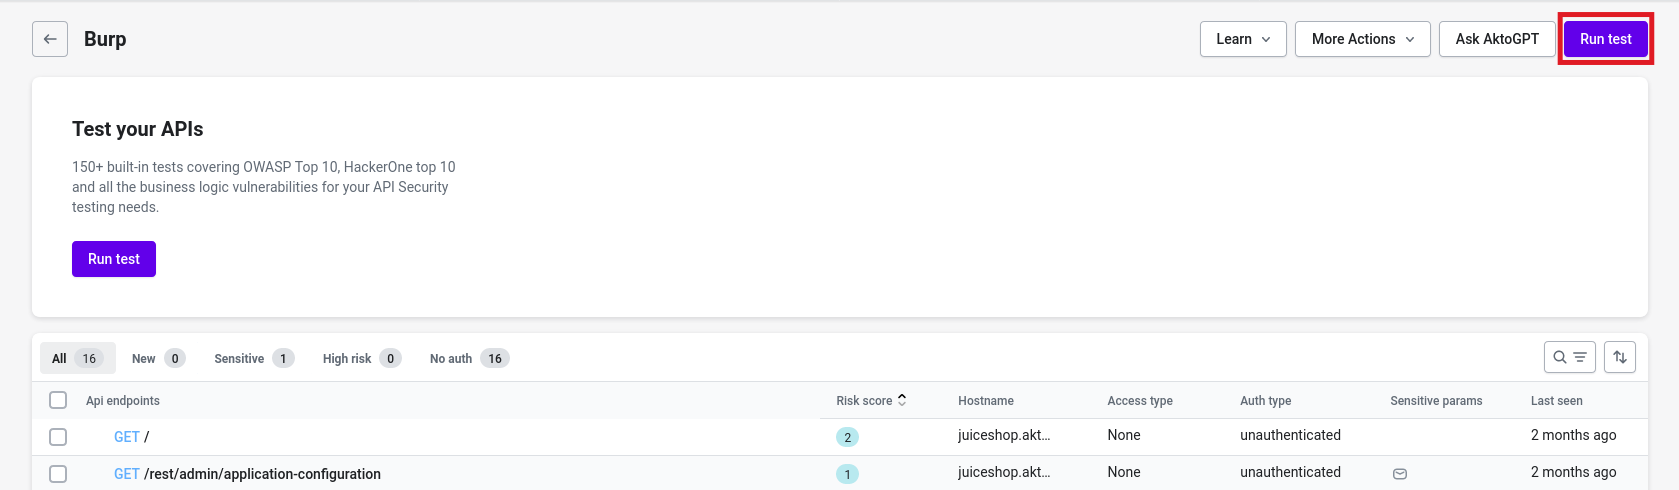 Burp
Learn
More Actions
Ask AktoGPT
Run test
Test your APIs
150+ built-in tests covering OWASP Top 10, HackerOne top 10
and all the business logic vulnerabilities for your API Security
testing needs.
Run test
All 16 New 0 Sensitive 1 High risk 0 No auth 16
Api endpoints Risk score Hostname Access type Auth type Sensitive params Last seen
GET / 2 juiceshop.akt... None unauthenticated 2 months ago
GET /rest/admin/application-configuration 1 juiceshop.akt... None unauthenticated 2 months ago